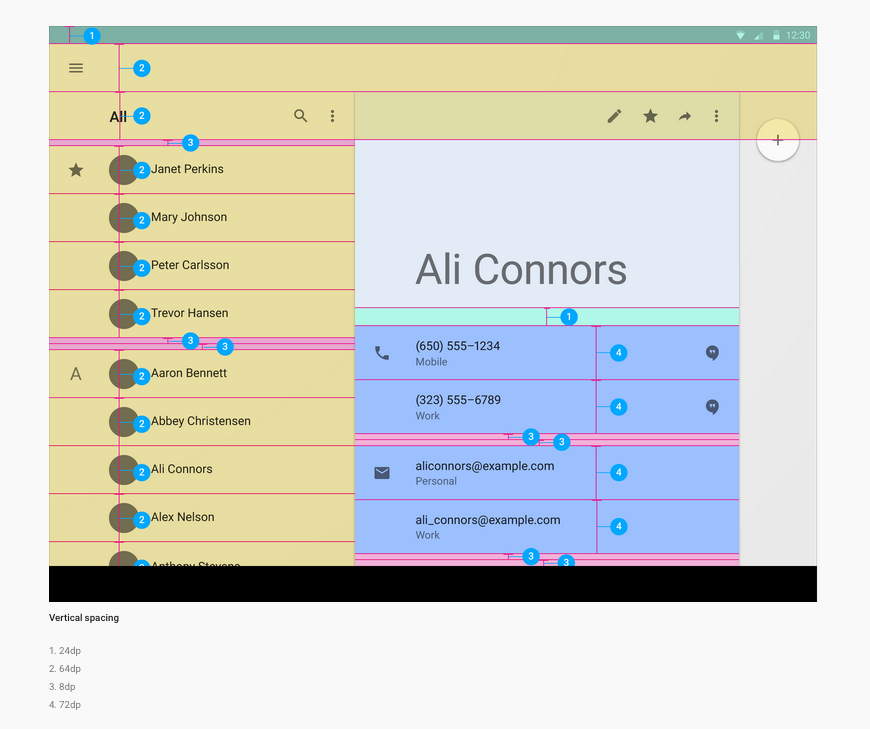 1
12:30
2
All
2
3
2
Janet Perkins
2
Mary Johnson
2
Peter Carlsson
2
Trevor Hansen
3
3
A
2
Aaron Bennett
2
Abbey Christensen
2
Ali Connors
2
Alex Nelson
2
Anthony Stevens
+
Ali Connors
1
(650) 555–1234
Mobile
4
(323) 555–6789
Work
4
3
3
aliconnors@example.com
Personal
4
ali_connors@example.com
Work
4
3
3
Vertical spacing
1. 24dp
2. 64dp
3. 8dp
4. 72dp